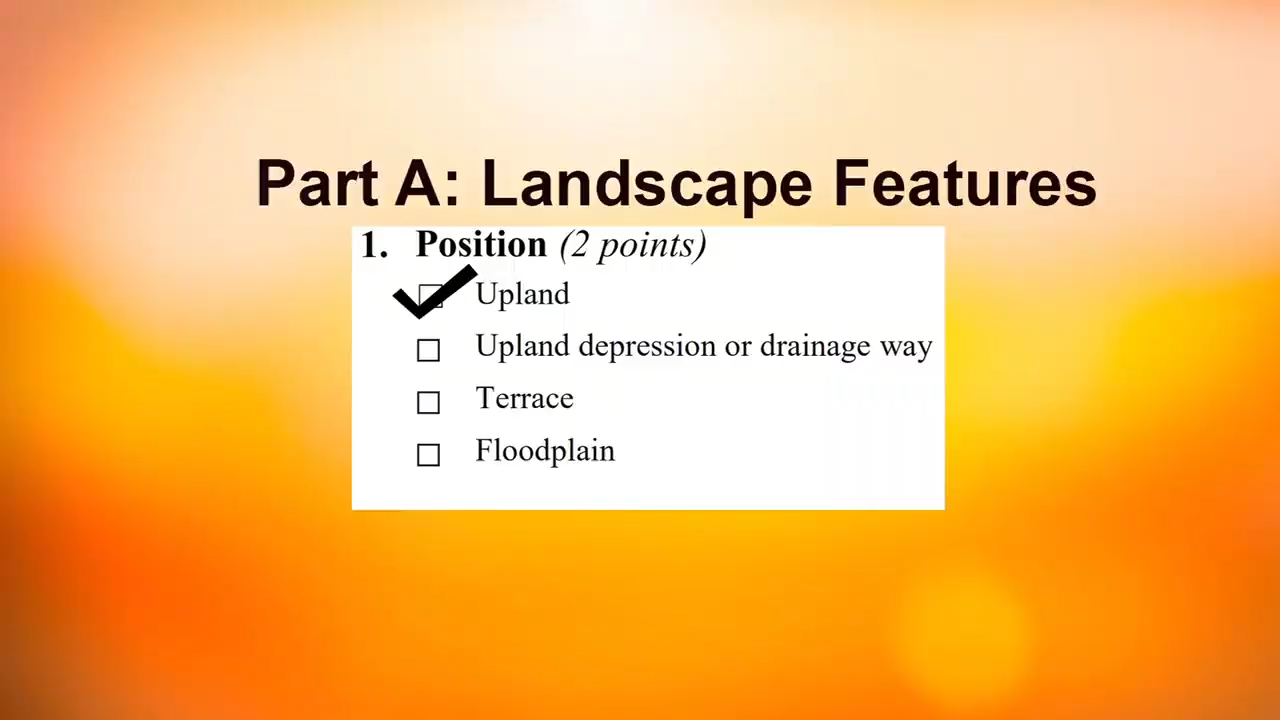 Part A: Landscape Features
1. Position (2 points)
Upland
Upland depression or drainage way
Terrace
Floodplain